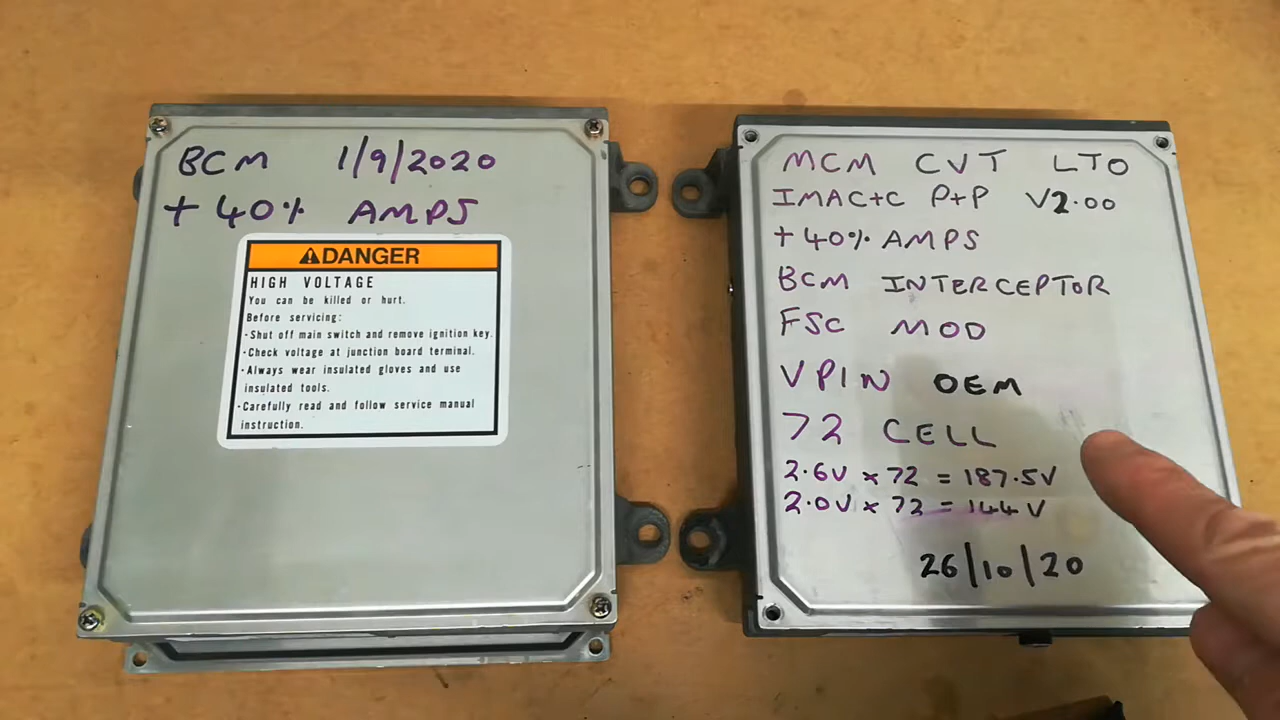 BCM 1/9/2020
+ 40% AMPS
DANGER
HIGH VOLTAGE
You can be killed or hurt.
Before servicing:
·Shut off main switch and remove ignition key.
·Check voltage at junction board terminal.
·Always wear insulated gloves and use
insulated tools.
·Carefully read and follow service manual
instruction.
MCM CVT LTO
IMAC+C P+P V2.00
+40% AMPS
BCM INTERCEPTOR
FSC MOD
VPIN OEM
72 CELL
2.6V x 72 = 187.5V
2.0V x 72 = 144V
26/10/20